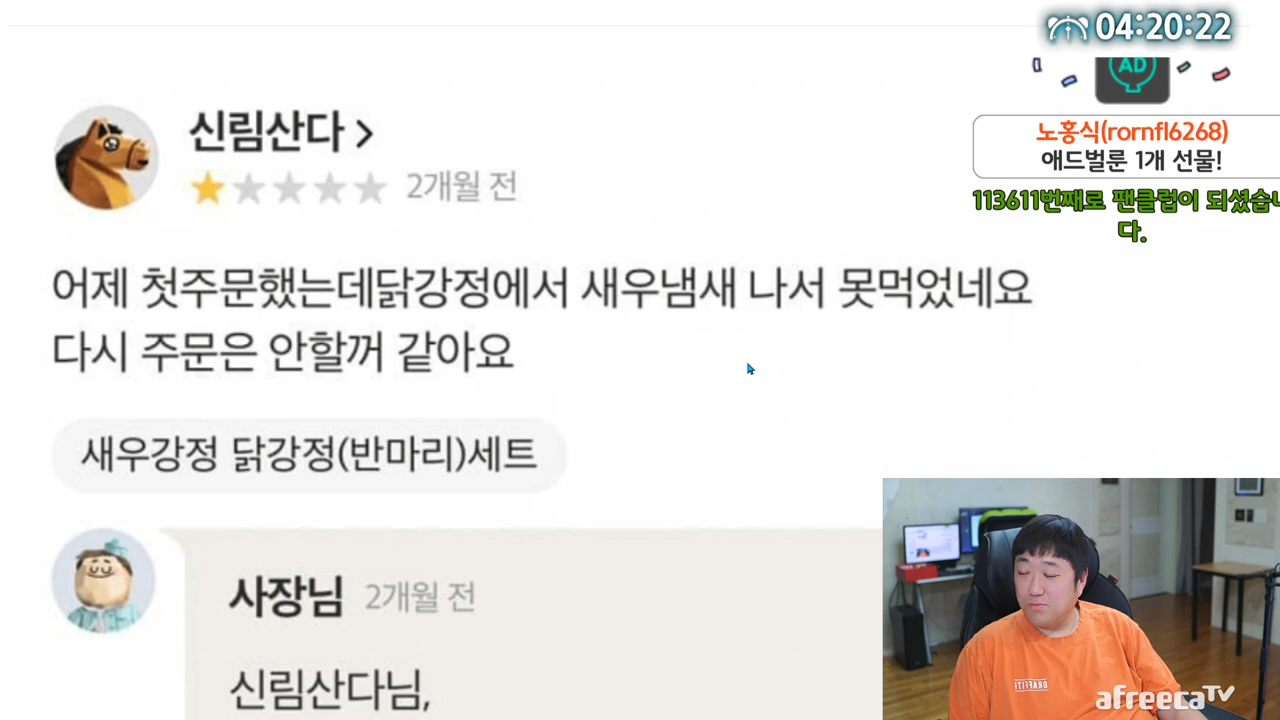 04:20:22
AD
신림산다 >
2개월 전
노홍식(rornfl6268)
애드벌룬 1개 선물!
113611번째로 팬클럽이 되셨습니
다.
어제 첫주문했는데닭강정에서 새우냄새 나서 못먹었네요
다시 주문은 안할꺼 같아요
새우강정 닭강정(반마리)세트
사장님 2개월 전
신림산다님,
GRAFFITI
afreecaTV